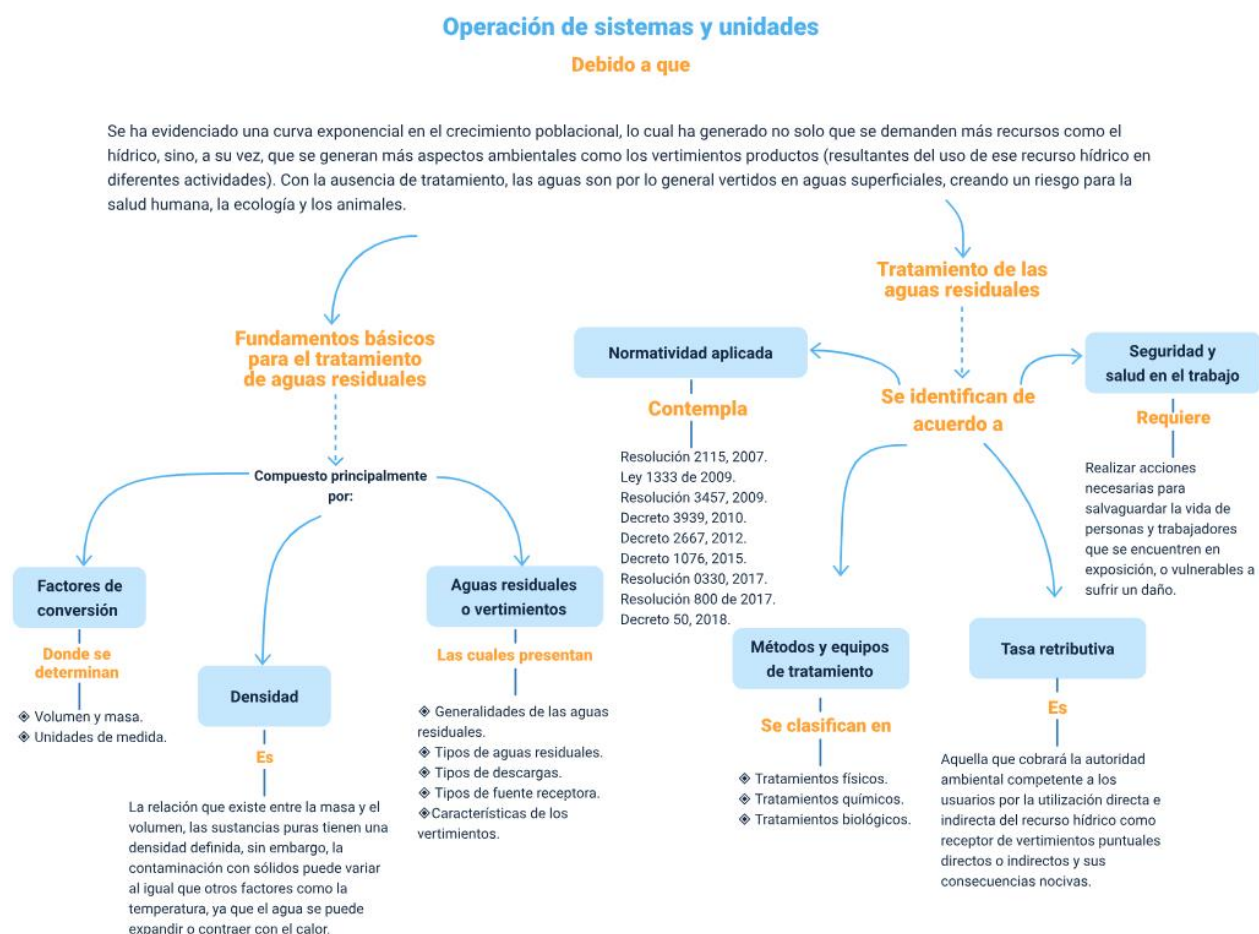 Operación de sistemas y unidades
Debido a que
Se ha evidenciado una curva exponencial en el crecimiento poblacional, lo cual ha generado no solo que se demanden más recursos como el
hídrico, sino, a su vez, que se generan más aspectos ambientales como los vertimientos productos (resultantes del uso de ese recurso hídrico en
diferentes actividades). Con la ausencia de tratamiento, las aguas son por lo general vertidos en aguas superficiales, creando un riesgo para la
salud humana, la ecología y los animales.
Fundamentos básicos
para el tratamiento
de aguas residuales
Compuesto principalmente
por:
Factores de
conversión
Donde se
determinan
◈ Volumen y masa.
◈ Unidades de medida.
Densidad
Es
La relación que existe entre la masa y el
volumen, las sustancias puras tienen una
densidad definida, sin embargo, la
contaminación con sólidos puede variar
al igual que otros factores como la
temperatura, ya que el agua se puede
expandir o contraer con el calor.
Aguas residuales
o vertimientos
Las cuales presentan
◈ Generalidades de las aguas
residuales.
◈ Tipos de aguas residuales.
◈ Tipos de descargas.
◈ Tipos de fuente receptora.
◈Características de los
vertimientos.
Tratamiento de las
aguas residuales
Se identifican de
acuerdo a
Normatividad aplicada
Contempla
Resolución 2115, 2007.
Ley 1333 de 2009.
Resolución 3457, 2009.
Decreto 3939, 2010.
Decreto 2667, 2012.
Decreto 1076, 2015.
Resolución 0330, 2017.
Resolución 800 de 2017.
Decreto 50, 2018.
Métodos y equipos
de tratamiento
Se clasifican en
◈ Tratamientos físicos.
◈ Tratamientos químicos.
◈ Tratamientos biológicos.
Tasa retributiva
Es
Aquella que cobrará la autoridad
ambiental competente a los
usuarios por la utilización directa e
indirecta del recurso hídrico como
receptor de vertimientos puntuales
directos o indirectos y sus
consecuencias nocivas.
Seguridad y
salud en el trabajo
Requiere
Realizar acciones
necesarias para
salvaguardar la vida de
personas y trabajadores
que se encuentren en
exposición, o vulnerables a
sufrir un daño.